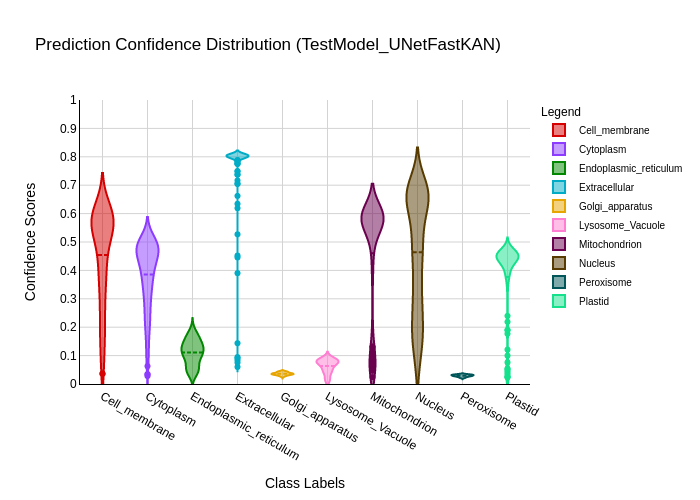 Prediction Confidence Distribution (TestModel_UNetFastKAN)
Legend
Cell_membrane
Cytoplasm
Endoplasmic_reticulum
Extracellular
Golgi_apparatus
Lysosome_Vacuole
Mitochondrion
Nucleus
Peroxisome
Plastid
Confidence Scores
1
0.9
0.8
0.7
0.6
0.5
0.4
0.3
0.2
0.1
0
Cell_membrane
Cytoplasm
Endoplasmic_reticulum
Extracellular
Golgi_apparatus
Lysosome_Vacuole
Mitochondrion
Nucleus
Peroxisome
Plastid
Class Labels